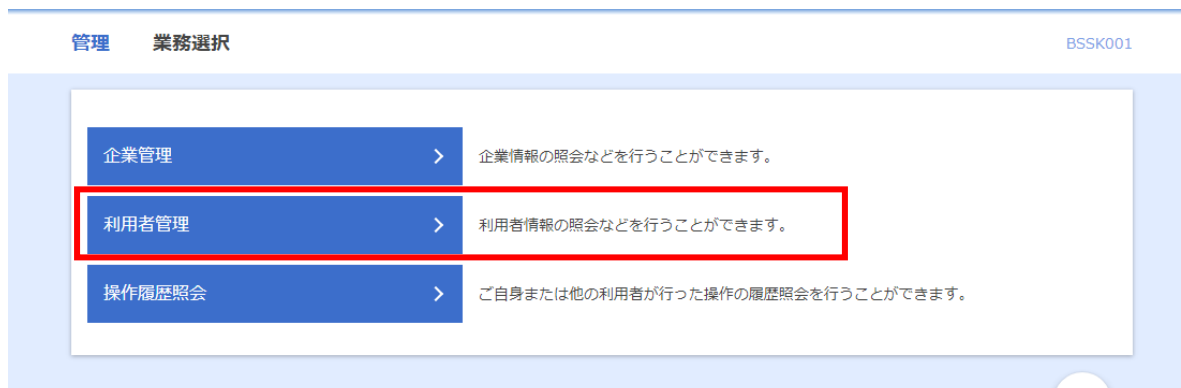 管理 業務選択 BSSK001
企業管理 企業情報の照会などを行うことができます。
利用者管理 利用者情報の照会などを行うことができます。
操作履歴照会 ご自身または他の利用者が行った操作の履歴照会を行うことができます。